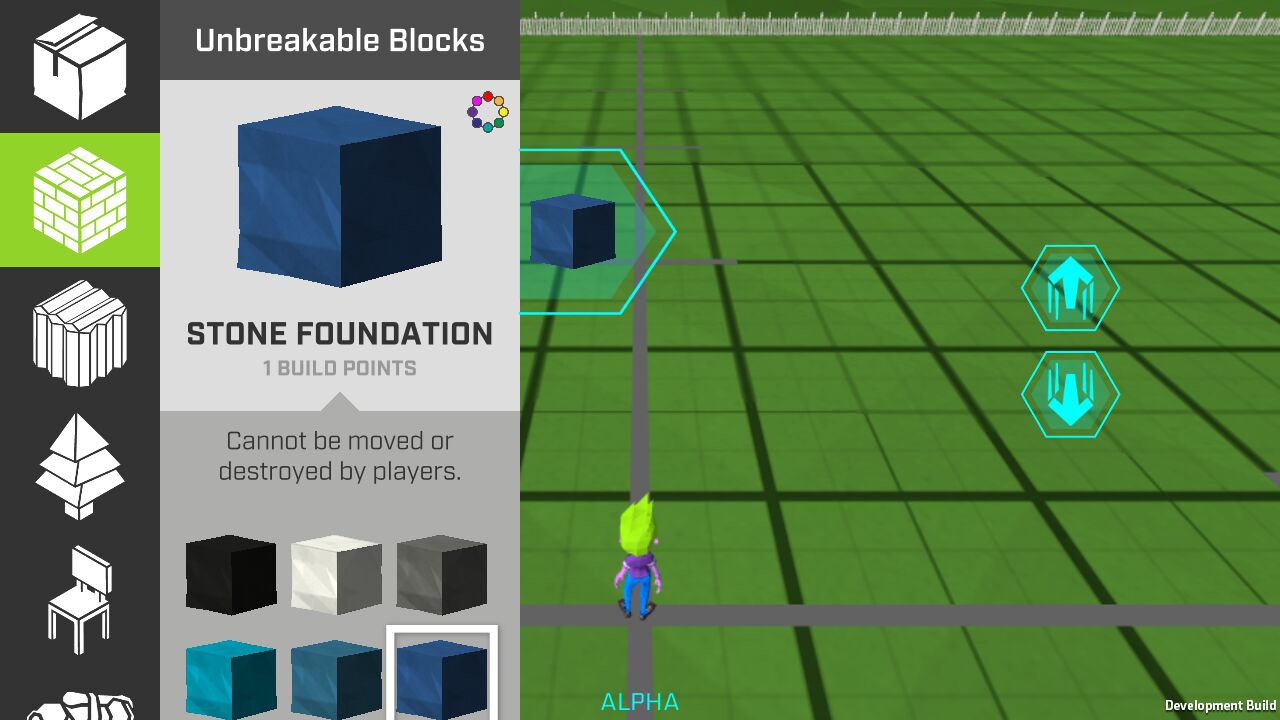 Unbreakable Blocks
STONE FOUNDATION
1 BUILD POINTS
Cannot be moved or
destroyed by players.
ALPHA
Development Build